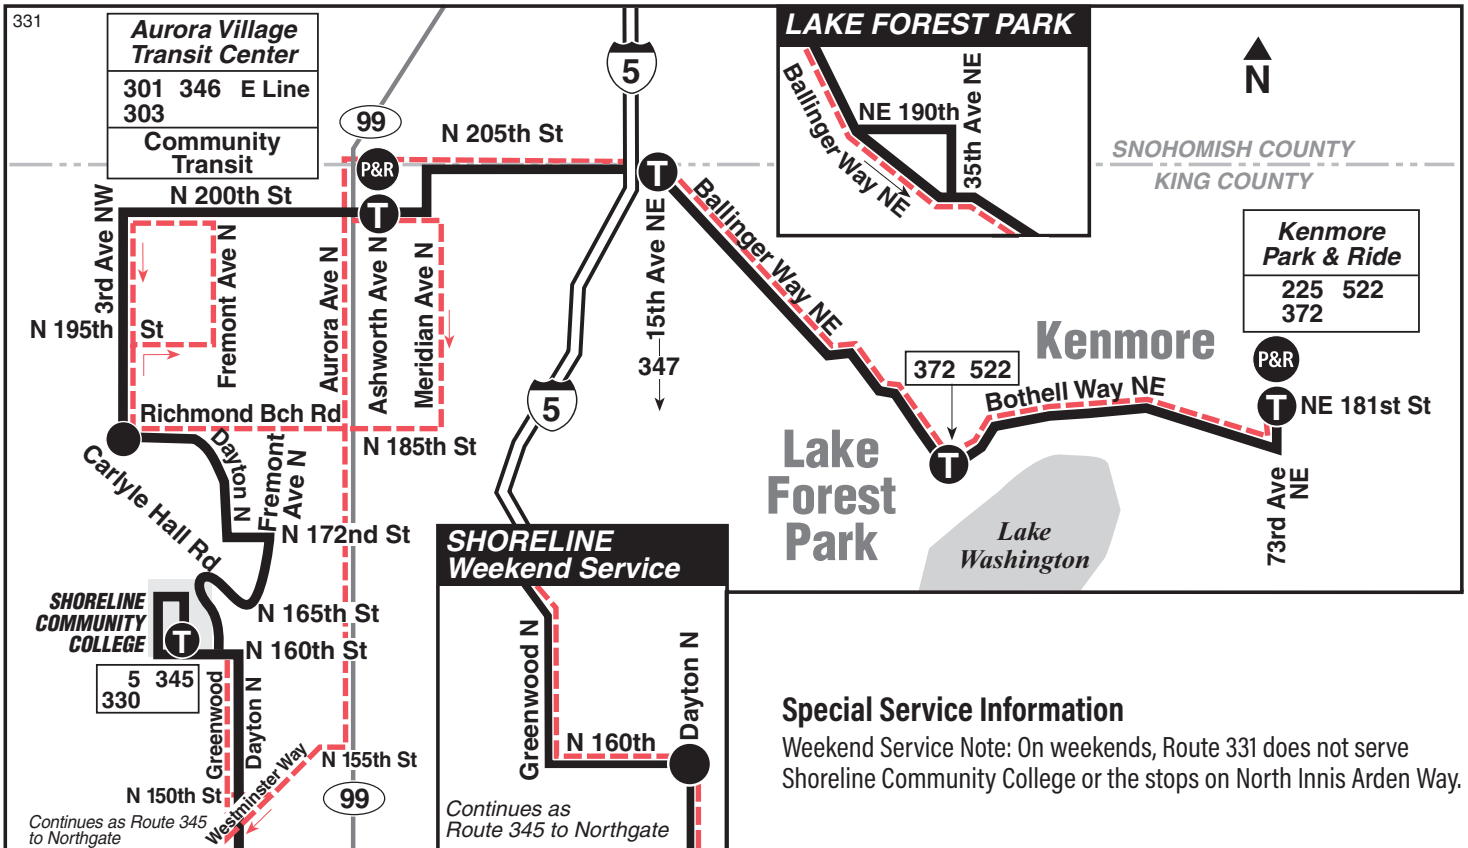 331
Aurora Village
Transit Center
301 346 E Line
303
Community
Transit
99
P&R
N 205th St
5
T
LAKE FOREST PARK
Ballinger Way NE
NE 190th
35th Ave NE
N
SNOHOMISH COUNTY
KING COUNTY
N 200th St
T
3rd Ave NW
Fremont Ave N
Aurora Ave N
Ashworth Ave N
Meridian Ave N
15th Ave NE
347
Ballinger Way NE
Kenmore
Park & Ride
225 522
372
P&R
T
NE 181st St
N 195th St
Kenmore
372 522
Bothell Way NE
5
Richmond Bch Rd
N 185th St
T
Lake
Forest
Park
73rd Ave
NE
Lake
Washington
Carlyle Hall Rd
Dayton N
Fremont
Ave N
N 172nd St
N 165th St
SHORELINE
COMMUNITY
COLLEGE
T
N 160th St
5 345
330
Greenwood
Dayton N
Westminster Way
N 155th St
99
N 150th St
Continues as Route 345
to Northgate
SHORELINE
Weekend Service
Greenwood N
N 160th
Dayton N
Continues as
Route 345 to Northgate
Special Service Information
Weekend Service Note: On weekends, Route 331 does not serve
Shoreline Community College or the stops on North Innis Arden Way.